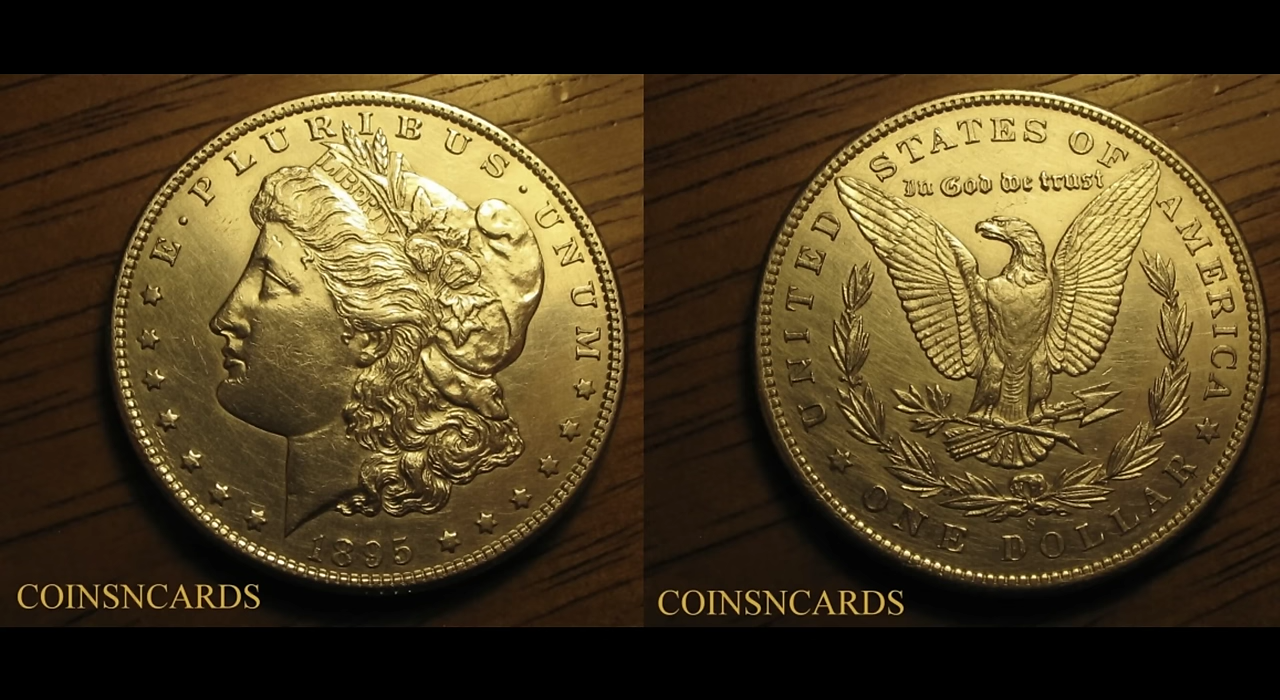 E · PLURIBUS · UNUM
LIBERTY
1895
COINSNCARDS
UNITED STATES OF AMERICA
In God we trust
S
ONE DOLLAR
COINSNCARDS